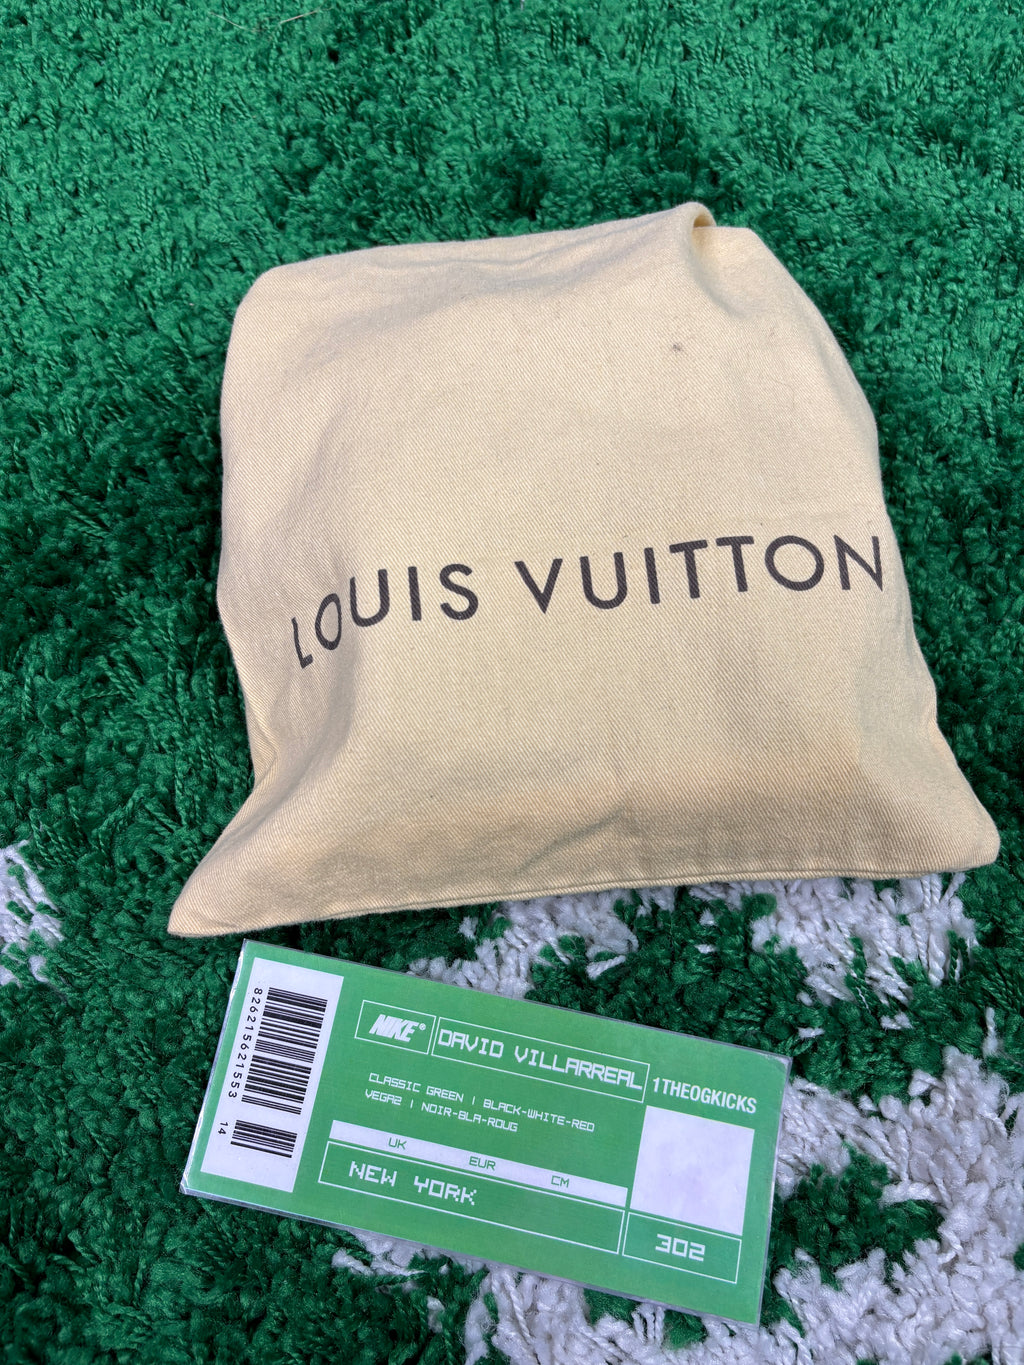 LOUIS VUITTON
826215621553
14
NIKE®
DAVID VILLARREAL
1THEOGKICKS
CLASSIC GREEN | BLACK-WHITE-RED
VEGAZ | NOIR-BLA-ROUG
UK EUR CM
NEW YORK
302